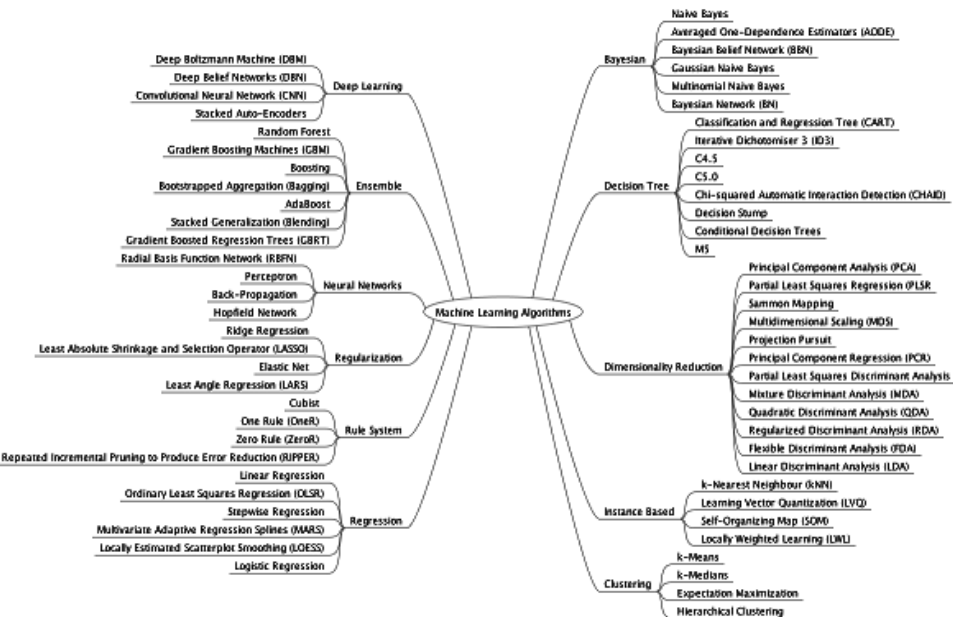 Deep Boltzmann Machine (DBM)
Deep Belief Networks (DBN)
Convolutional Neural Network (CNN)
Stacked Auto-Encoders
Deep Learning
Random Forest
Gradient Boosting Machines (GBM)
Boosting
Bootstrapped Aggregation (Bagging)
AdaBoost
Stacked Generalization (Blending)
Gradient Boosted Regression Trees (GBRT)
Ensemble
Radial Basis Function Network (RBFN)
Perceptron
Back-Propagation
Hopfield Network
Neural Networks
Ridge Regression
Least Absolute Shrinkage and Selection Operator (LASSO)
Elastic Net
Least Angle Regression (LARS)
Regularization
Cubist
One Rule (OneR)
Zero Rule (ZeroR)
Repeated Incremental Pruning to Produce Error Reduction (RIPPER)
Rule System
Linear Regression
Ordinary Least Squares Regression (OLSR)
Stepwise Regression
Multivariate Adaptive Regression Splines (MARS)
Locally Estimated Scatterplot Smoothing (LOESS)
Logistic Regression
Regression
Machine Learning Algorithms
Bayesian
Naive Bayes
Averaged One-Dependence Estimators (AODE)
Bayesian Belief Network (BBN)
Gaussian Naive Bayes
Multinomial Naive Bayes
Bayesian Network (BN)
Decision Tree
Classification and Regression Tree (CART)
Iterative Dichotomiser 3 (ID3)
C4.5
C5.0
Chi-squared Automatic Interaction Detection (CHAID)
Decision Stump
Conditional Decision Trees
M5
Dimensionality Reduction
Principal Component Analysis (PCA)
Partial Least Squares Regression (PLSR
Sammon Mapping
Multidimensional Scaling (MDS)
Projection Pursuit
Principal Component Regression (PCR)
Partial Least Squares Discriminant Analysis
Mixture Discriminant Analysis (MDA)
Quadratic Discriminant Analysis (QDA)
Regularized Discriminant Analysis (RDA)
Flexible Discriminant Analysis (FDA)
Linear Discriminant Analysis (LDA)
Instance Based
k-Nearest Neighbour (kNN)
Learning Vector Quantization (LVQ)
Self-Organizing Map (SOM)
Locally Weighted Learning (LWL)
Clustering
k-Means
k-Medians
Expectation Maximization
Hierarchical Clustering